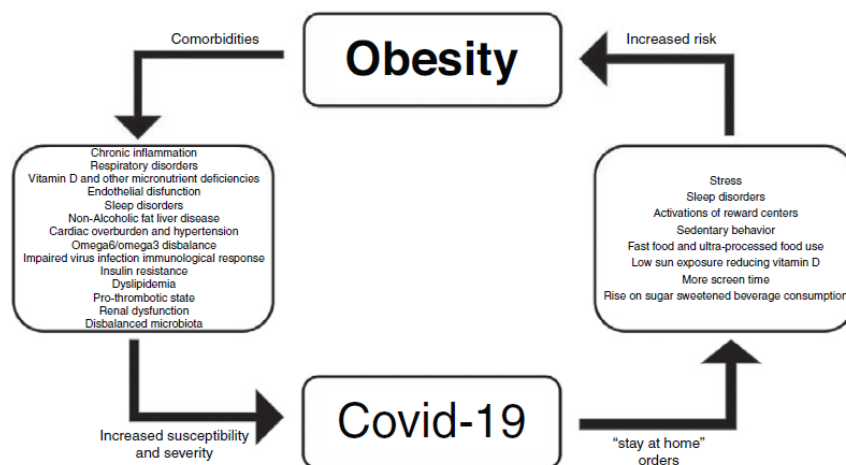 Comorbidities
Obesity
Increased risk
Chronic inflammation
Respiratory disorders
Vitamin D and other micronutrient deficiencies
Endothelial disfunction
Sleep disorders
Non-Alcoholic fat liver disease
Cardiac overburden and hypertension
Omega6/omega3 disbalance
Impaired virus infection immunological response
Insulin resistance
Dyslipidemia
Pro-thrombotic state
Renal dysfunction
Disbalanced microbiota
Stress
Sleep disorders
Activations of reward centers
Sedentary behavior
Fast food and ultra-processed food use
Low sun exposure reducing vitamin D
More screen time
Rise on sugar sweetened beverage consumption
Increased susceptibility
and severity
Covid-19
"stay at home"
orders